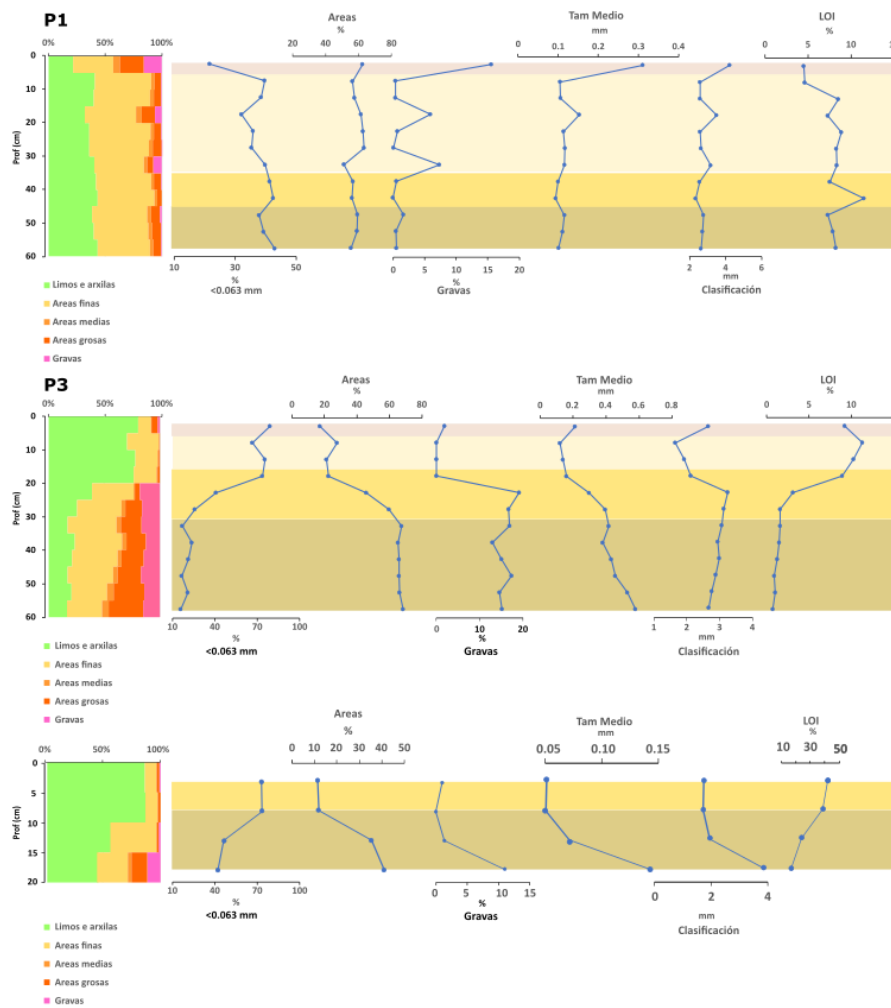 P1
Areas
Tam Medio
LOI
0% 50% 100%
20 40 60 80
%
0 0.1 0.2 0.3 0.4
mm
0 5 10 15
%
Prof (cm)
0
10
20
30
40
50
60
10 30 50
%
<0.063 mm
0 5 10 15 20
%
Gravas
2 4 6
mm
Clasificación
Limos e arxilas
Areas finas
Areas medias
Areas grosas
Gravas
P3
Areas
Tam Medio
LOI
0% 50% 100%
0 20 40 60 80
%
0 0.2 0.4 0.6 0.8
mm
0 5 10
%
Prof (cm)
0
10
20
30
40
50
60
10 40 70 100
%
<0.063 mm
0 10 20
%
Gravas
1 2 3 4
mm
Clasificación
Limos e arxilas
Areas finas
Areas medias
Areas grosas
Gravas
Areas
%
Tam Medio
mm
LOI
%
0% 50% 100%
0 10 20 30 40 50
0.05 0.10 0.15
10 30 50
Prof (cm)
0
5
10
15
20
10 40 70 100
%
<0.063 mm
0 5 10 15
%
Gravas
0 2 4
mm
Clasificación
Limos e arxilas
Areas finas
Areas medias
Areas grosas
Gravas